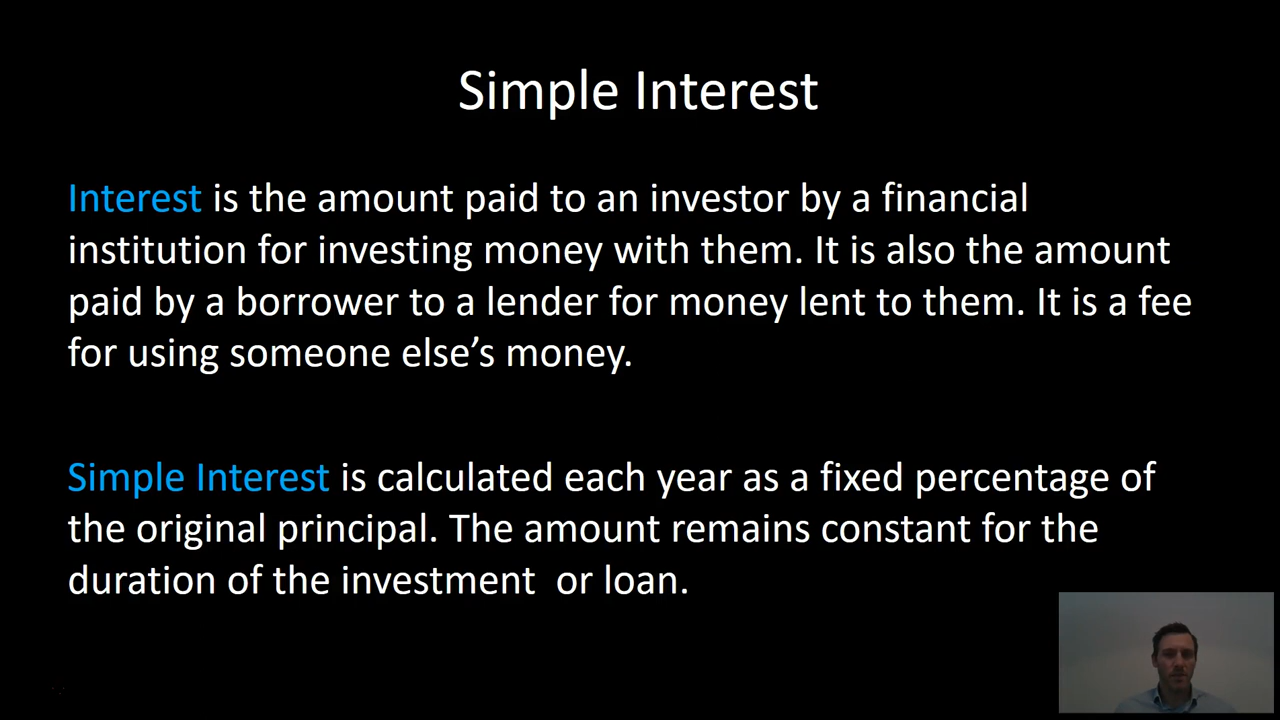 Simple Interest
Interest is the amount paid to an investor by a financial
institution for investing money with them. It is also the amount
paid by a borrower to a lender for money lent to them. It is a fee
for using someone else’s money.
Simple Interest is calculated each year as a fixed percentage of
the original principal. The amount remains constant for the
duration of the investment  or loan.